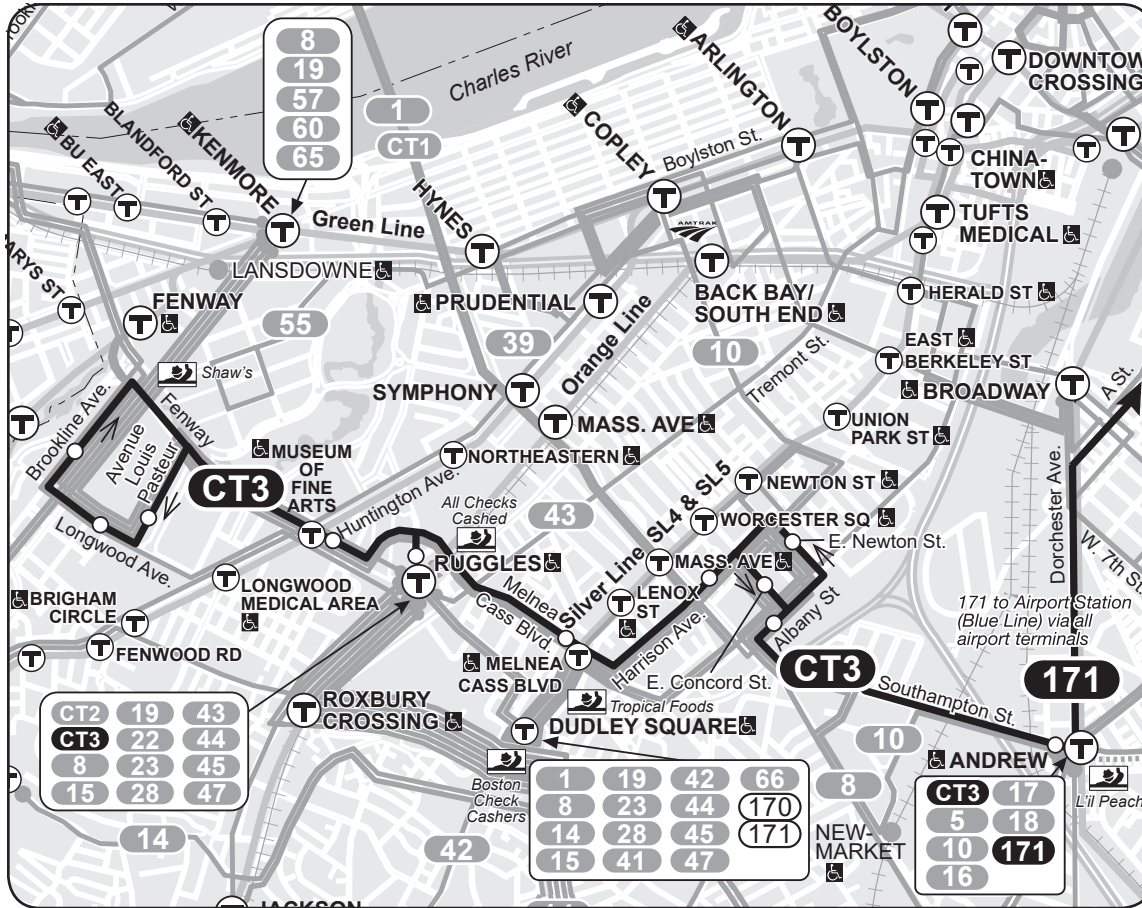 8
19
57
60
65
1
CT1
Charles River
ARLINGTON
BOYLSTON
DOWNTOW
CROSSING
BU EAST
BLANDFORD ST
KENMORE
HYNES
COPLEY
Boylston St.
CHINA-
TOWN
Green Line
AMTRAK
TUFTS
MEDICAL
ARYS ST
LANSDOWNE
FENWAY
55
PRUDENTIAL
BACK BAY/
SOUTH END
HERALD ST
39
Orange Line
10
Tremont St.
EAST
BERKELEY ST
Shaw's
SYMPHONY
BROADWAY
A St.
Brookline Ave.
Avenue
Louis
Pasteur
Fenway
MASS. AVE
UNION
PARK ST
MUSEUM
OF
FINE
ARTS
NORTHEASTERN
CT3
Huntington Ave.
All Checks
Cashed
43
NEWTON ST
Dorchester Ave.
Longwood Ave.
WORCESTER SQ
E. Newton St.
W. 7th St.
RUGGLES
Silver Line SL4 & SL5
MASS. AVE
BRIGHAM
CIRCLE
LONGWOOD
MEDICAL AREA
Melnea
Cass Blvd.
LENOX
ST
Albany St
171 to Airport Station
(Blue Line) via all
airport terminals
FENWOOD RD
MELNEA
CASS BLVD
Harrison Ave.
E. Concord St.
CT3
171
Southampton St.
ROXBURY
CROSSING
Tropical Foods
DUDLEY SQUARE
CT2 19 43
CT3 22 44
8 23 45
15 28 47
10
ANDREW
Boston
Check
Cashers
1 19 42 66
8 23 44 170
14 28 45 171
15 41 47
8
NEW-
MARKET
CT3 17
5 18
10 171
16
L'il Peach
14
42
JACKSON